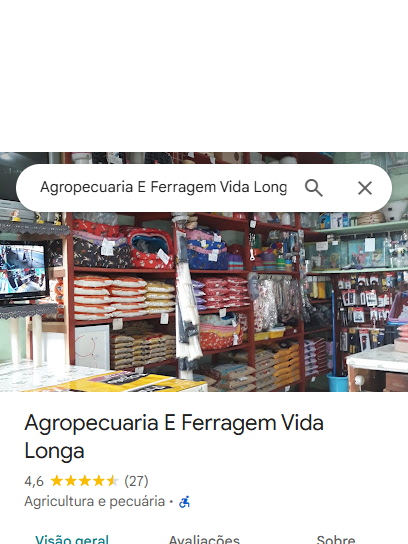 Agropecuaria E Ferragem Vida Long
Agropecuaria E Ferragem Vida
Longa
4,6 (27)
Agricultura e pecuária ·
Visão geral Avaliações Sobre